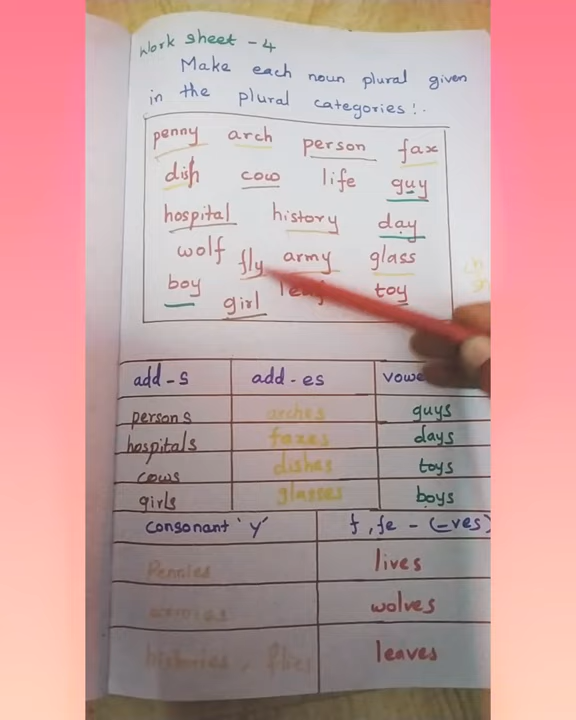 Work sheet - 4
Make each noun plural given
in the plural categories!.
penny arch person fax
dish cow life guy
hospital history day
wolf fly army glass
boy girl toy
add-s add-es
persons arches guys
hospitals faxes days
cows dishes toys
girls glasses boys
consonant 'y' f, fe - (-ves)
Pennies lives
armies wolves
histories, flies leaves